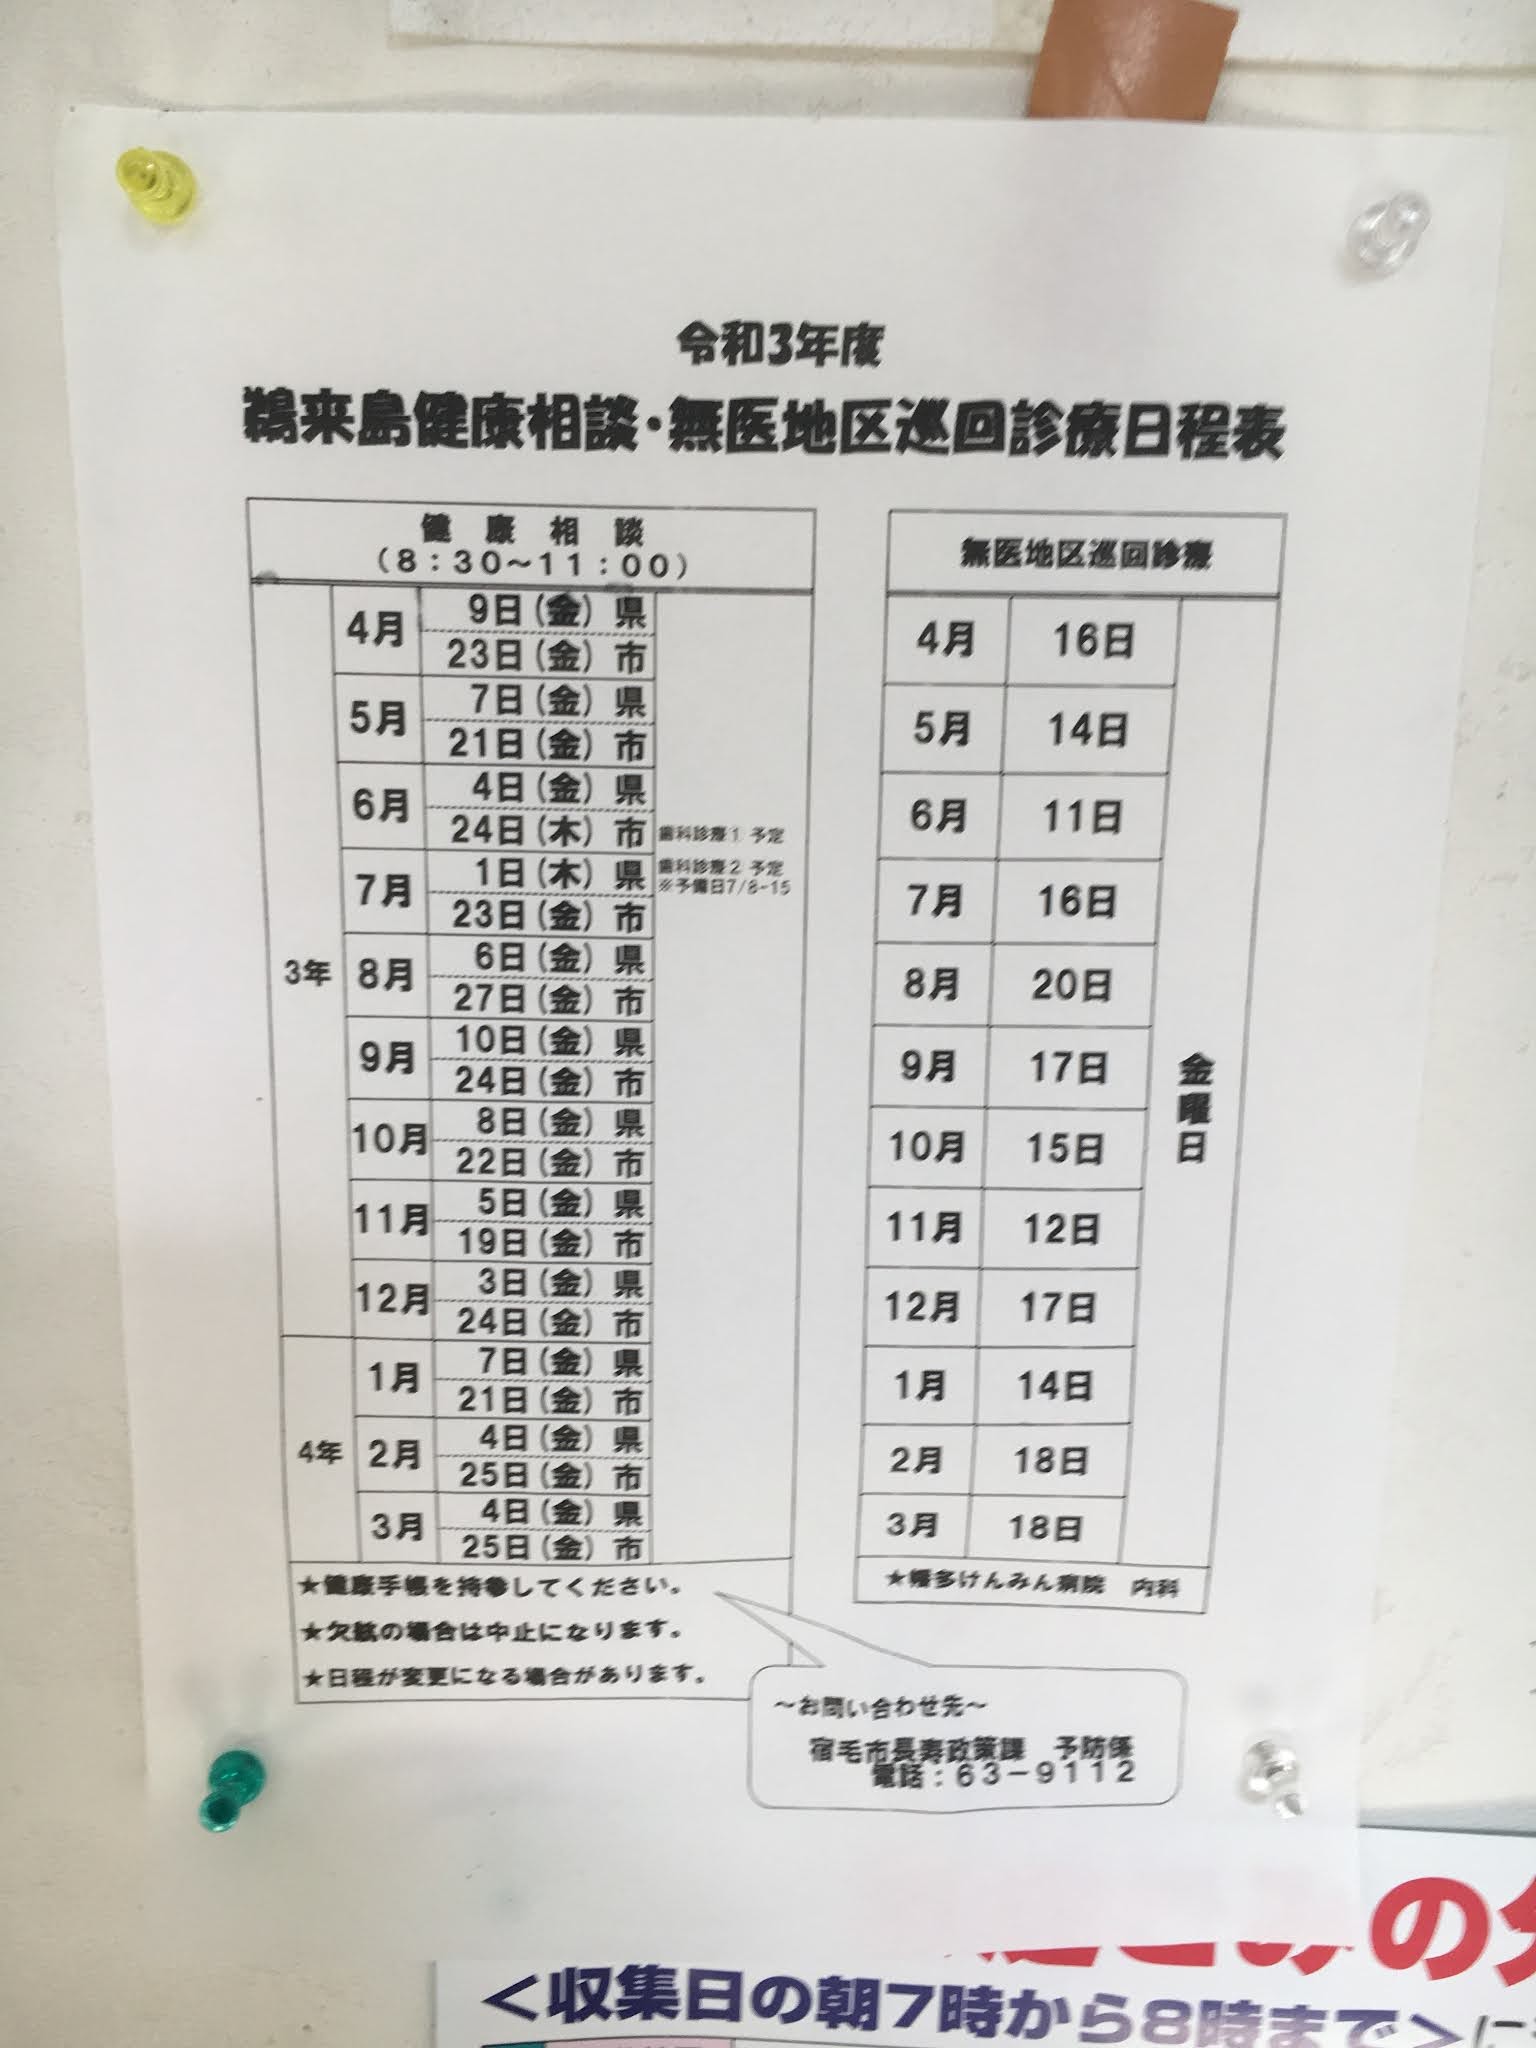 令和3年度
鵜来島健康相談・無医地区巡回診療日程表
健康相談
(8:30～11:00)
3年
4月 9日(金) 県
23日(金) 市
5月 7日(金) 県
21日(金) 市
6月 4日(金) 県
24日(木) 市 歯科診療1 予定
7月 1日(木) 県 歯科診療2 予定
※予備日7/8-15
23日(金) 市
8月 6日(金) 県
27日(金) 市
9月 10日(金) 県
24日(金) 市
10月 8日(金) 県
22日(金) 市
11月 5日(金) 県
19日(金) 市
12月 3日(金) 県
24日(金) 市
4年
1月 7日(金) 県
21日(金) 市
2月 4日(金) 県
25日(金) 市
3月 4日(金) 県
25日(金) 市
★健康手帳を持参してください。
★欠航の場合は中止になります。
★日程が変更になる場合があります。
無医地区巡回診療
4月 16日
5月 14日
6月 11日
7月 16日
8月 20日
9月 17日
10月 15日
11月 12日
12月 17日
1月 14日
2月 18日
3月 18日
金曜日
★幡多けんみん病院 内科
～お問い合わせ先～
宿毛市長寿政策課 予防係
電話:63-9112
の
<収集日の朝7時から8時まで>に